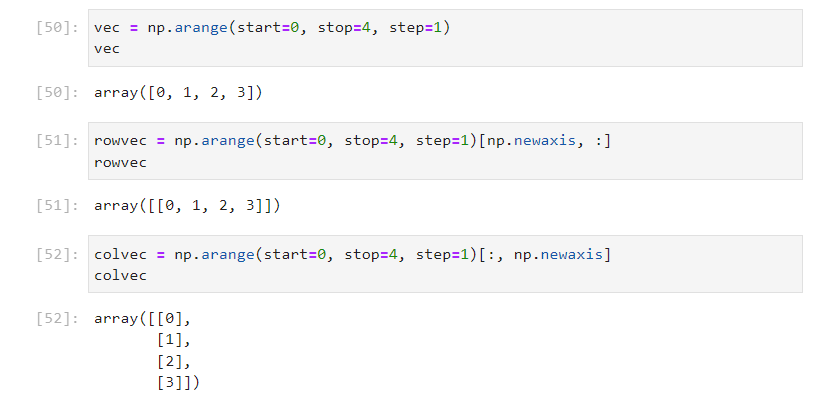 [50]: vec = np.arange(start=0, stop=4, step=1)
vec
[50]: array([0, 1, 2, 3])
[51]: rowvec = np.arange(start=0, stop=4, step=1)[np.newaxis, :]
rowvec
[51]: array([[0, 1, 2, 3]])
[52]: colvec = np.arange(start=0, stop=4, step=1)[:, np.newaxis]
colvec
[52]: array([[0],
[1],
[2],
[3]])